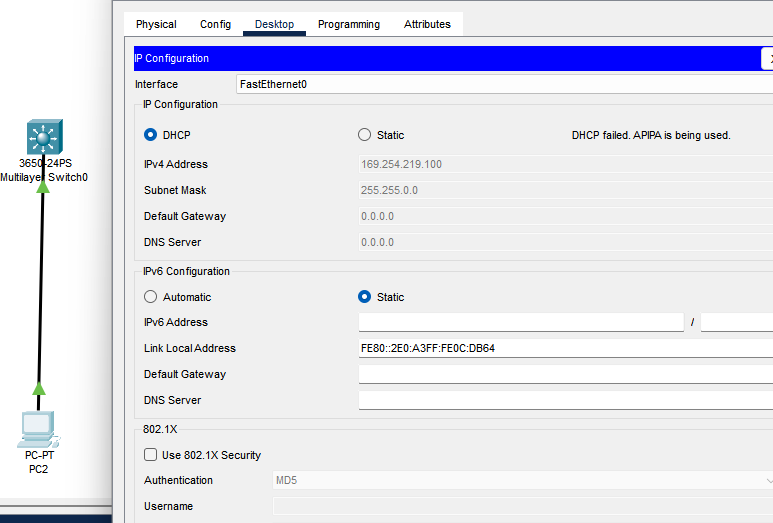 Physical Config Desktop Programming Attributes
IP Configuration
Interface FastEthernet0
IP Configuration
DHCP Static DHCP failed. APIPA is being used.
IPv4 Address 169.254.219.100
Subnet Mask 255.255.0.0
Default Gateway 0.0.0.0
DNS Server 0.0.0.0
IPv6 Configuration
Automatic Static
IPv6 Address /
Link Local Address FE80::2E0:A3FF:FE0C:DB64
Default Gateway
DNS Server
802.1X
Use 802.1X Security
Authentication MD5
Username
3650-24PS
Multilayer Switch0
PC-PT
PC2